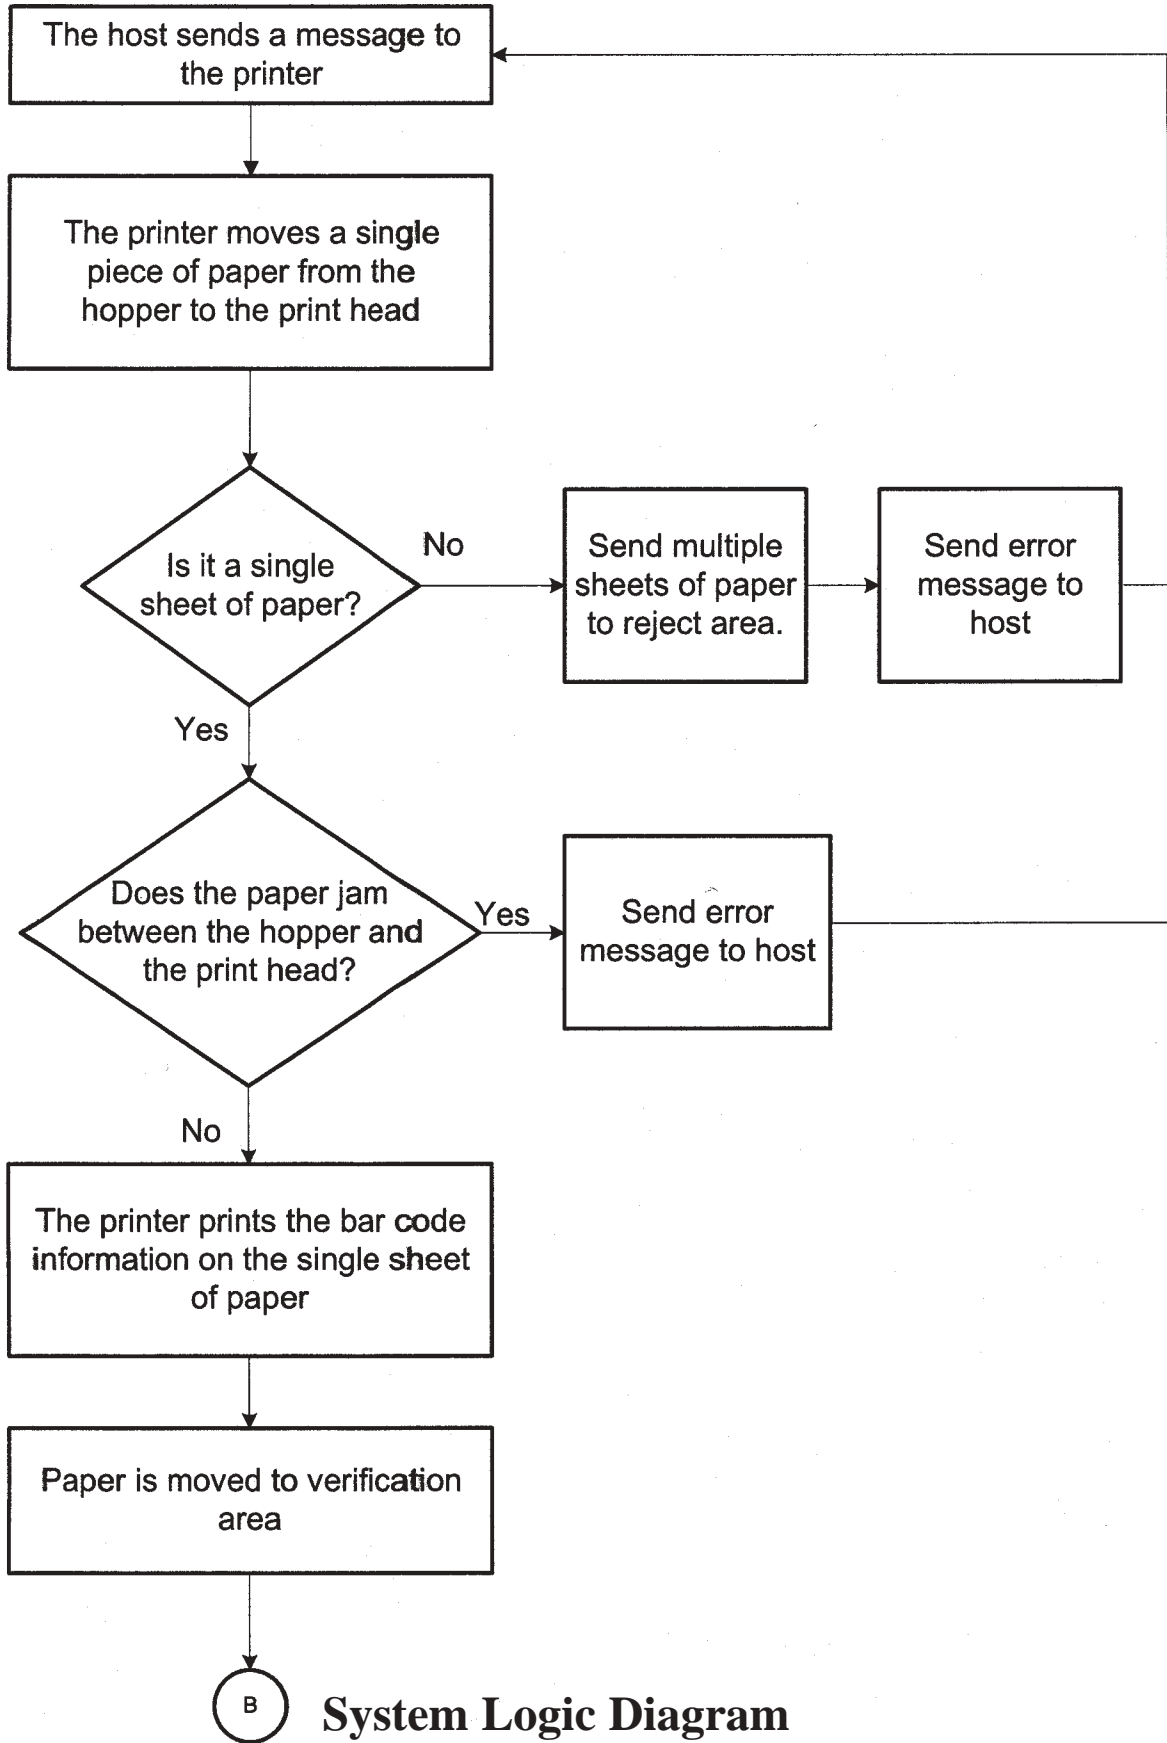 The host sends a message to
the printer
The printer moves a single
piece of paper from the
hopper to the print head
Is it a single
sheet of paper?
No
Send multiple
sheets of paper
to reject area.
Send error
message to
host
Yes
Does the paper jam
between the hopper and
the print head?
Yes
Send error
message to host
No
The printer prints the bar code
information on the single sheet
of paper
Paper is moved to verification
area
B
System Logic Diagram